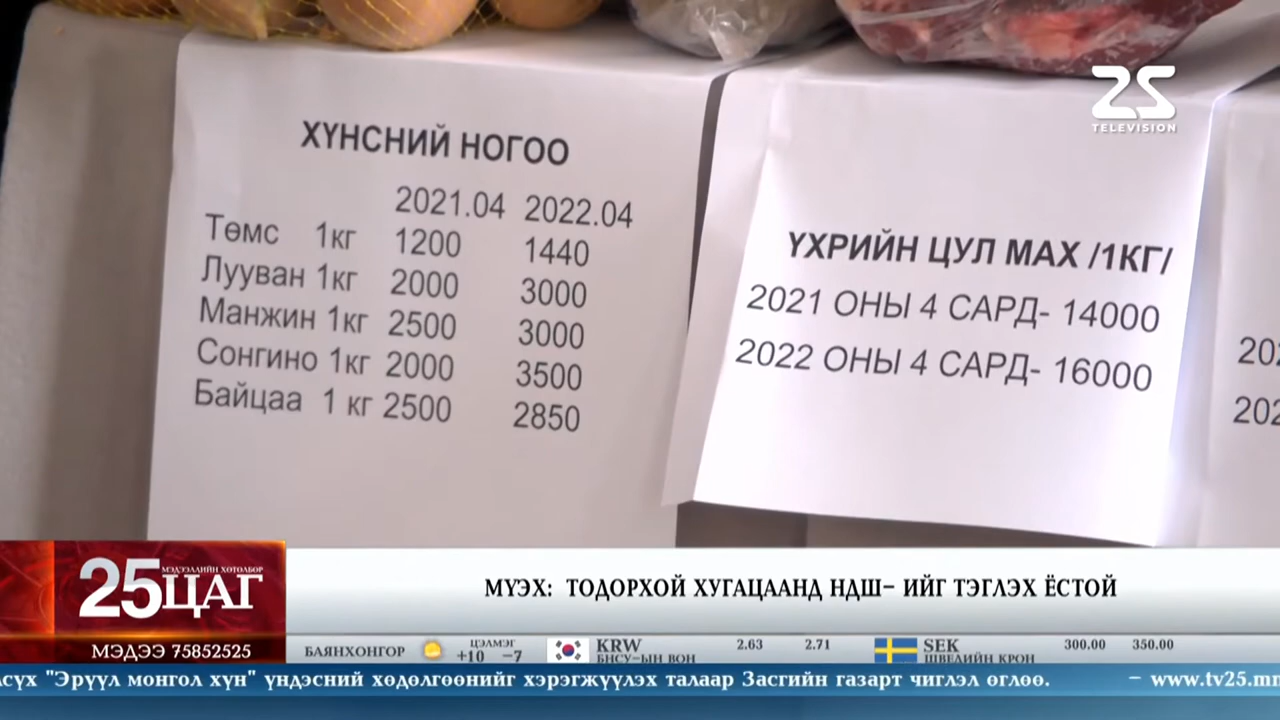 25
TELEVISION
ХҮНСНИЙ НОГОО
2021.04 2022.04
Төмс 1кг 1200 1440
Лууван 1кг 2000 3000
Манжин 1кг 2500 3000
Сонгино 1кг 2000 3500
Байцаа 1 кг 2500 2850
ҮХРИЙН ЦУЛ МАХ /1КГ/
2021 ОНЫ 4 САРД- 14000
2022 ОНЫ 4 САРД- 16000
МЭДЭЭЛЛИЙН ХӨТӨЛБӨР
25ЦАГ
МЭДЭЭ 75852525
МҮЭХ: ТОДОРХОЙ ХУГАЦААНД НДШ- ИЙГ ТЭГЛЭХ ЁСТОЙ
БАЯНХОНГОР ЦЭЛМЭГ +10 -7 KRW БНСУ-ЫН ВОН 2.63 2.71 SEK ШВЕЛИЙН КРОН 300.00 350.00
"Эрүүл монгол хүн" үндэсний хөдөлгөөнийг хэрэгжүүлэх талаар Засгийн газарт чиглэл өглөө. - www.tv25.mn